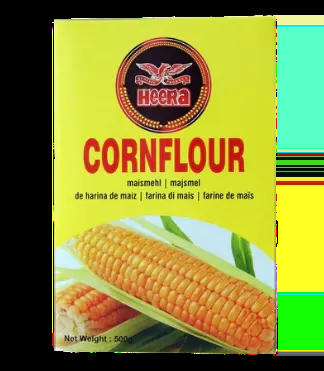 HEERA
CORNFLOUR
maismehl | majsmel
de harina de maiz | farina di mais | farine de maïs
Net Weight : 500g